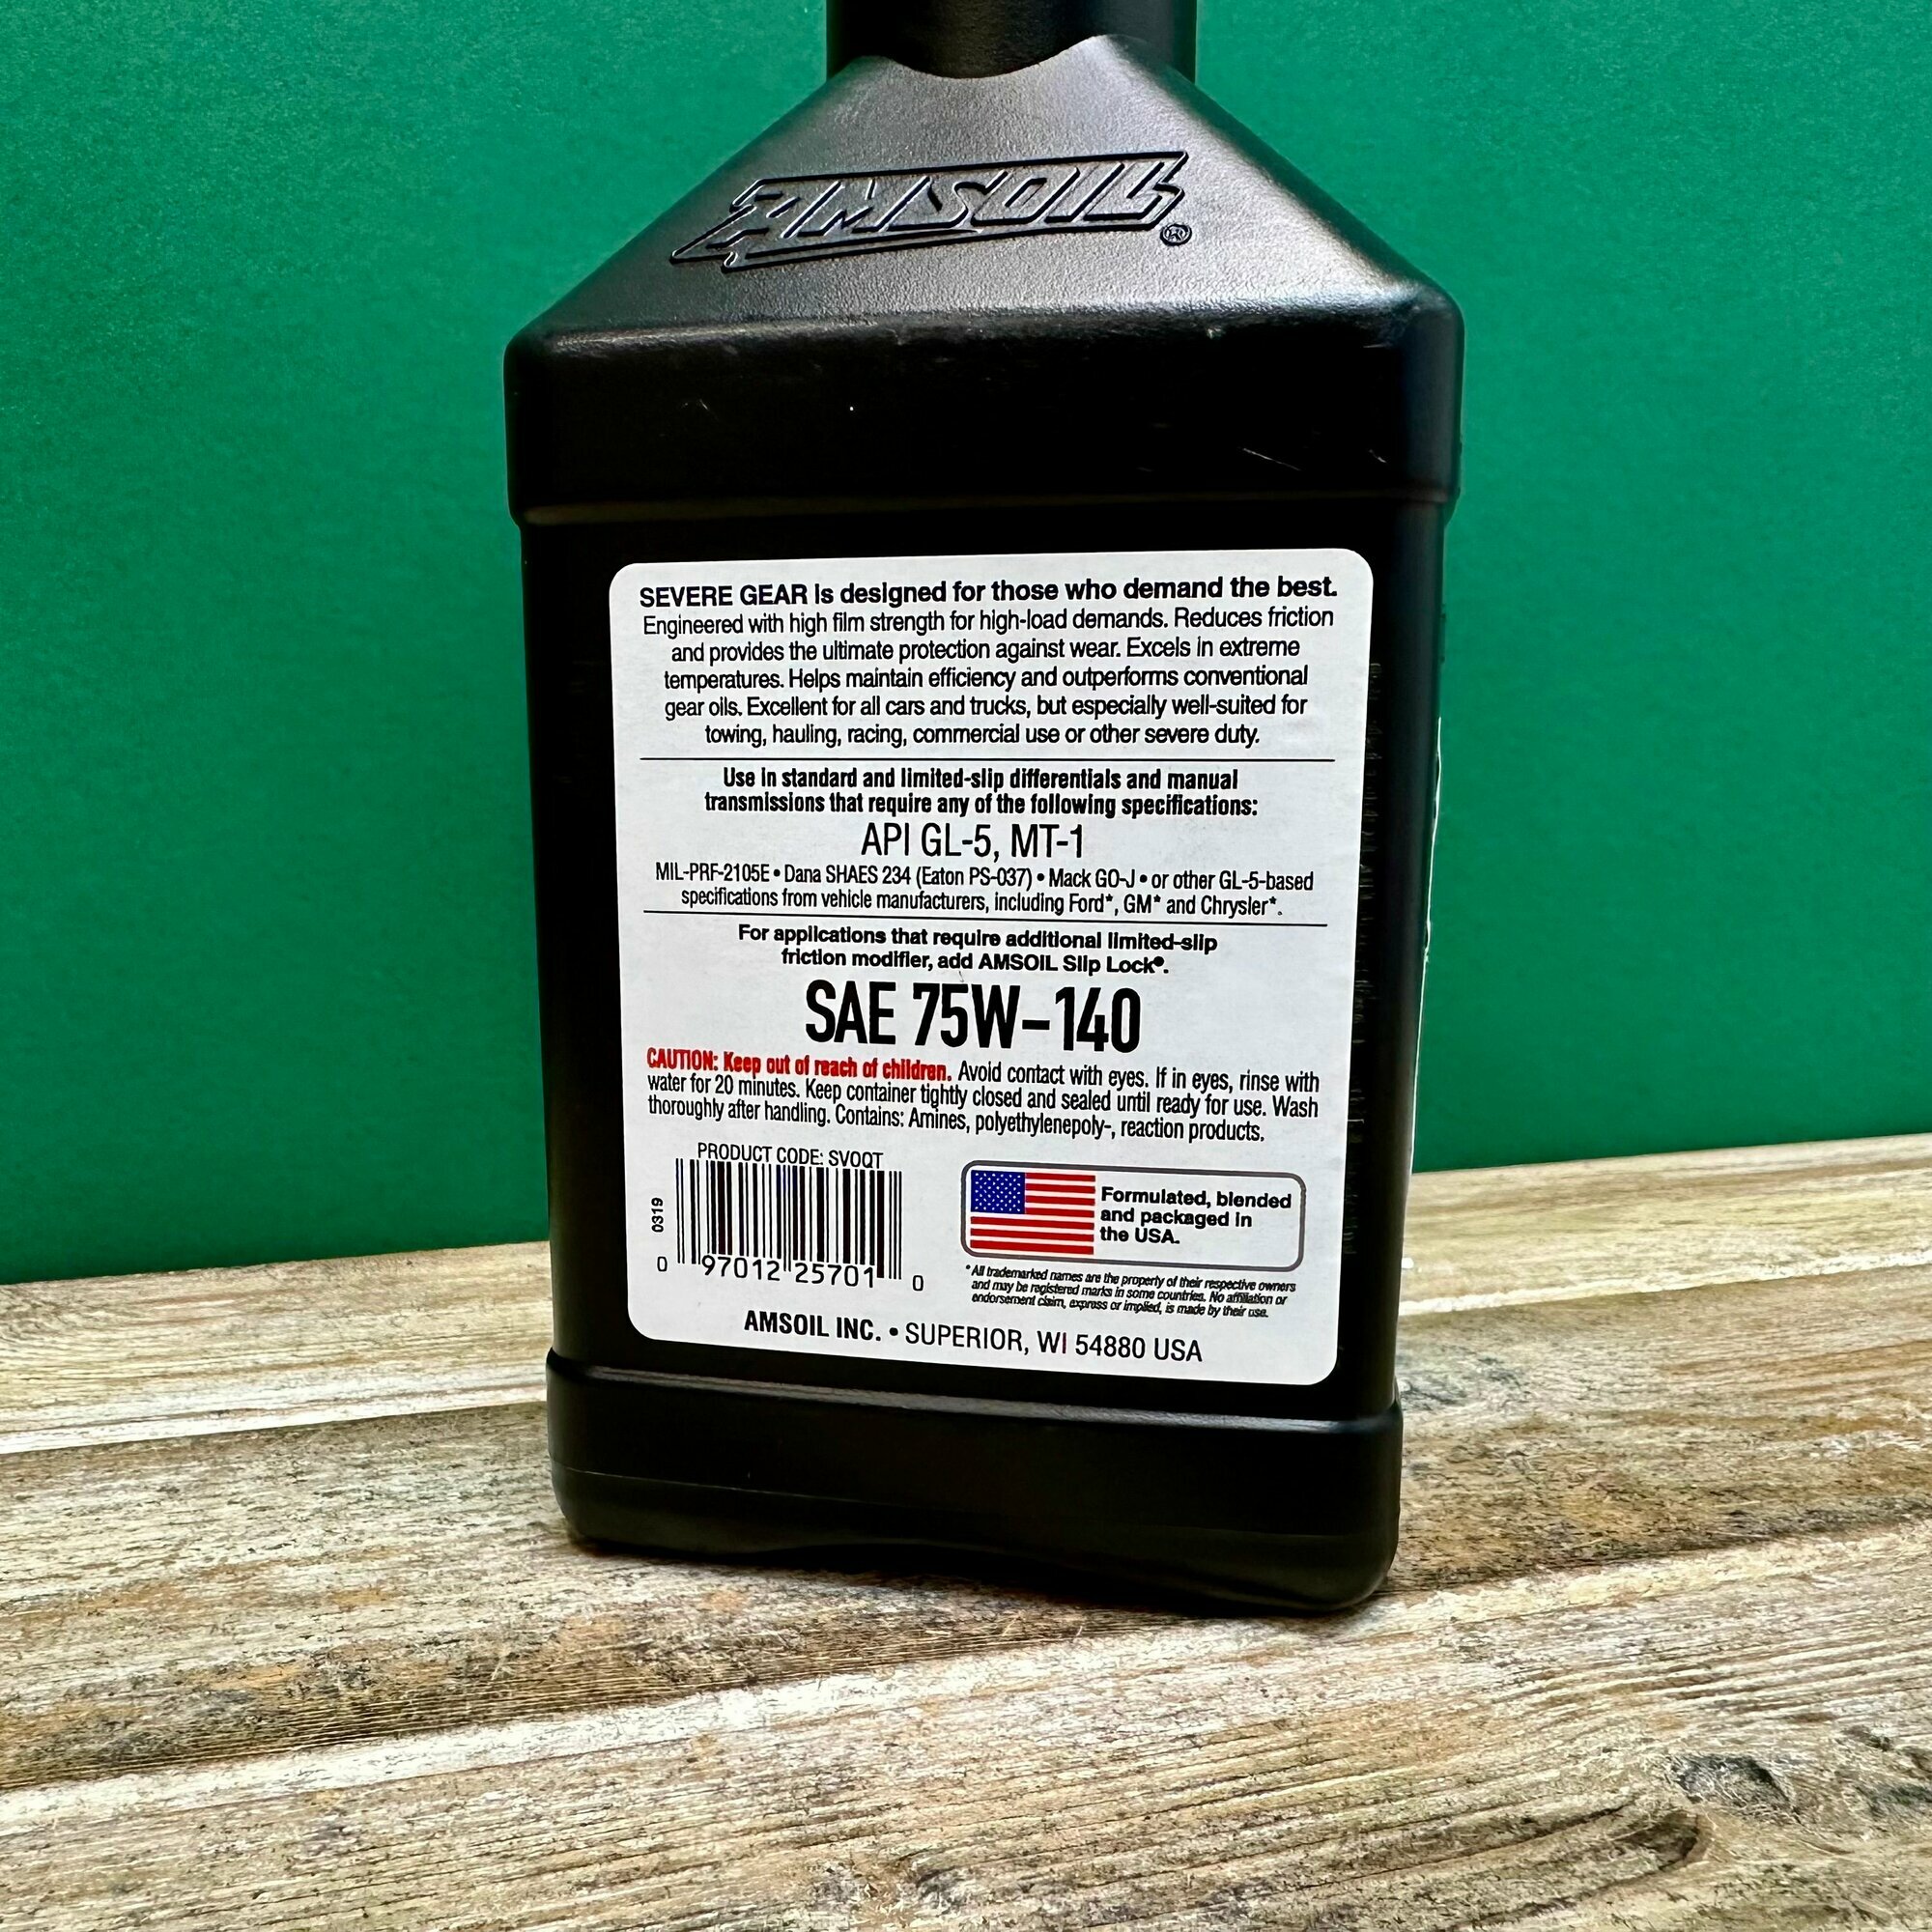 AMSOIL®
SEVERE GEAR is designed for those who demand the best.
Engineered with high film strength for high-load demands. Reduces friction
and provides the ultimate protection against wear. Excels in extreme
temperatures. Helps maintain efficiency and outperforms conventional
gear oils. Excellent for all cars and trucks, but especially well-suited for
towing, hauling, racing, commercial use or other severe duty.
Use in standard and limited-slip differentials and manual
transmissions that require any of the following specifications:
API GL-5, MT-1
MIL-PRF-2105E • Dana SHAES 234 (Eaton PS-037) • Mack GO-J • or other GL-5-based
specifications from vehicle manufacturers, including Ford*, GM* and Chrysler*.
For applications that require additional limited-slip
friction modifier, add AMSOIL Slip Lock®.
SAE 75W-140
CAUTION: Keep out of reach of children. Avoid contact with eyes. If in eyes, rinse with
water for 20 minutes. Keep container tightly closed and sealed until ready for use. Wash
thoroughly after handling. Contains: Amines, polyethylenepoly-, reaction products.
PRODUCT CODE: SVOQT
0319
0 97012 25701 0
Formulated, blended
and packaged in
the USA.
*All trademarked names are the property of their respective owners
and may be registered marks in some countries. No affiliation or
endorsement claim, express or implied, is made by their use.
AMSOIL INC. • SUPERIOR, WI 54880 USA